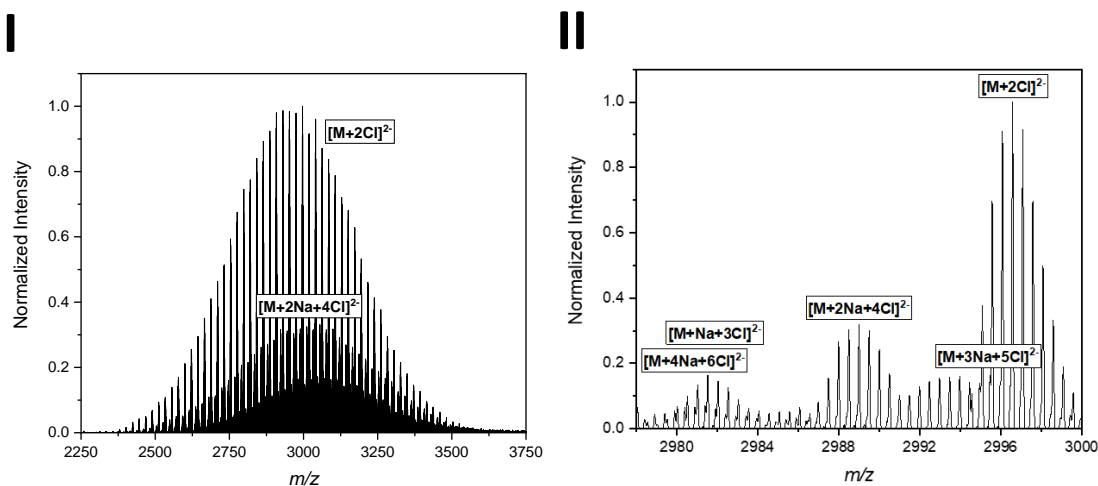 I
II
[M+2Cl]²⁻
[M+2Na+4Cl]²⁻
Normalized Intensity
1.0
0.8
0.6
0.4
0.2
0.0
2250 2500 2750 3000 3250 3500 3750
m/z
[M+2Cl]²⁻
[M+2Na+4Cl]²⁻
[M+Na+3Cl]²⁻
[M+4Na+6Cl]²⁻
[M+3Na+5Cl]²⁻
Normalized Intensity
1.0
0.8
0.6
0.4
0.2
0.0
2980 2984 2988 2992 2996 3000
m/z